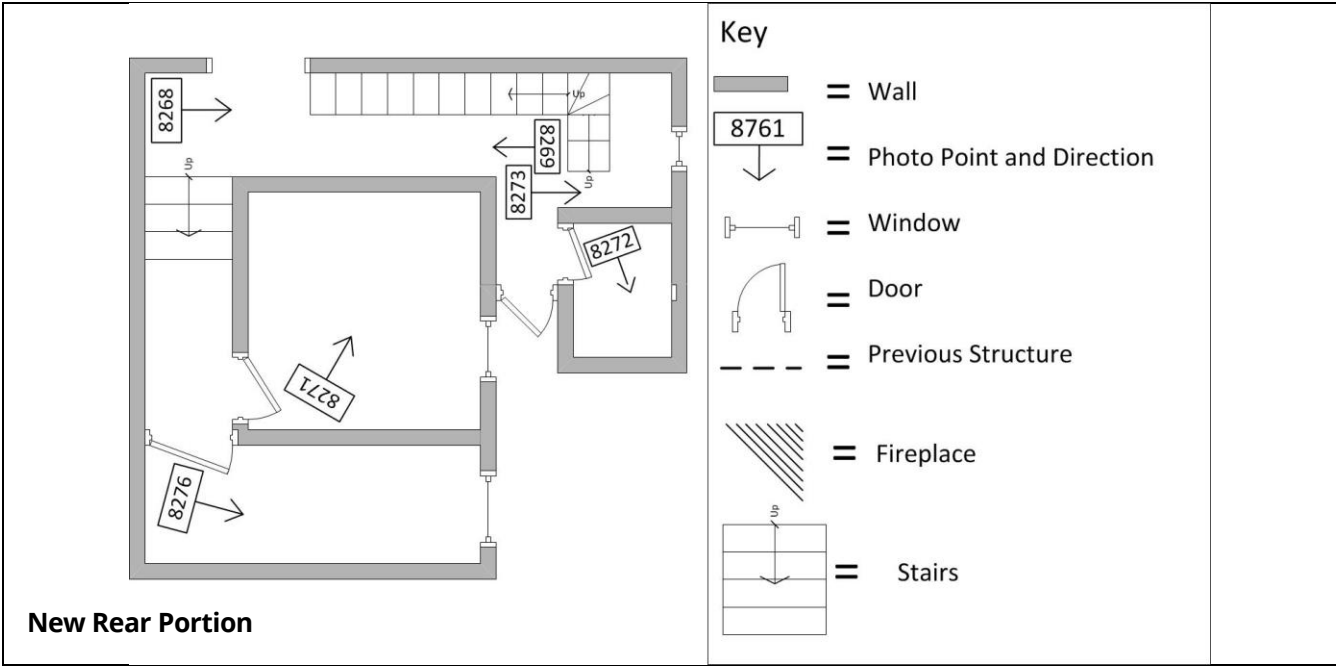 8268
Up
8269
8273
Up
Up
8272
8271
8276
New Rear Portion
Key
= Wall
8761
= Photo Point and Direction
= Window
= Door
= Previous Structure
= Fireplace
Up
= Stairs